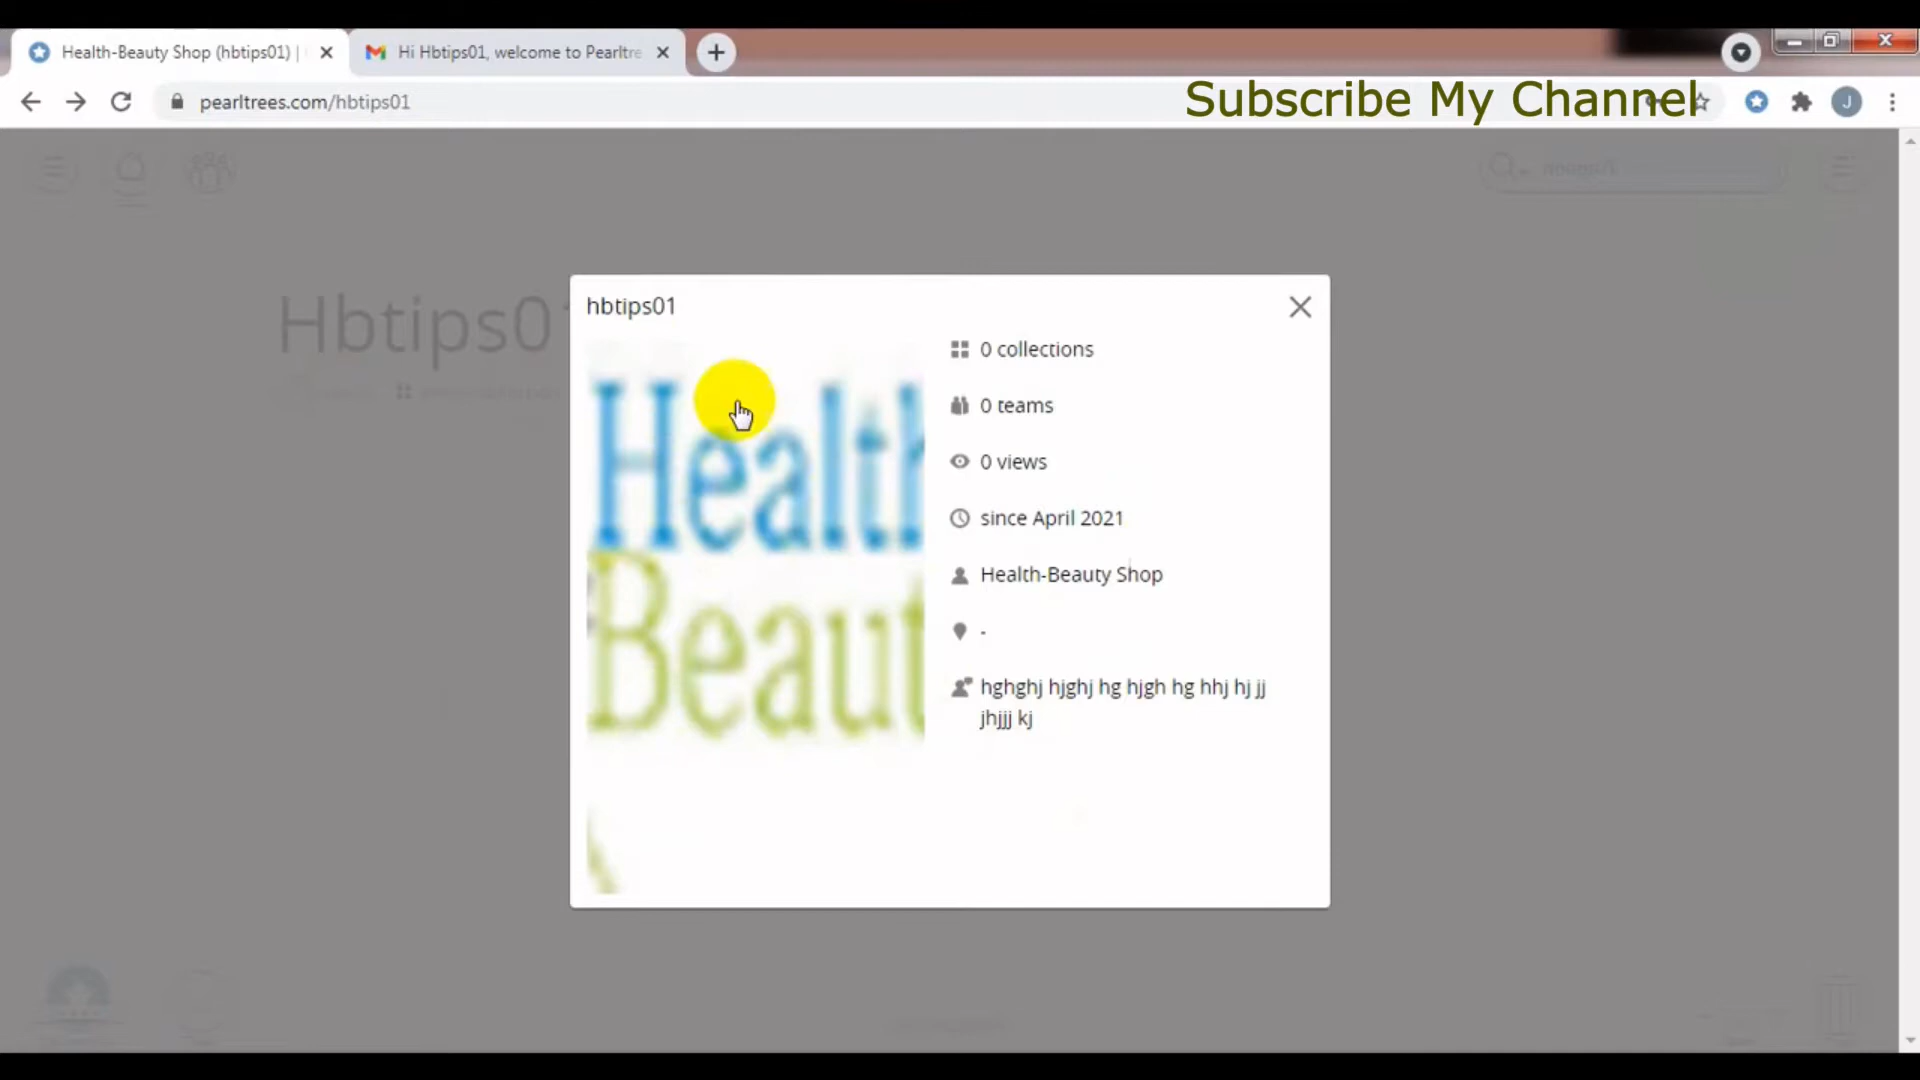 Health-Beauty Shop (hbtips01) |
Hi Hbtips01, welcome to Pearltre
pearltrees.com/hbtips01
Subscribe My Channel
J
Hbtips01
hbtips01
0 collections
0 teams
0 views
since April 2021
Health-Beauty Shop
-
hghghj hjghj hg hjgh hg hhj hj jj
jhjjj kj
Health
Beaut